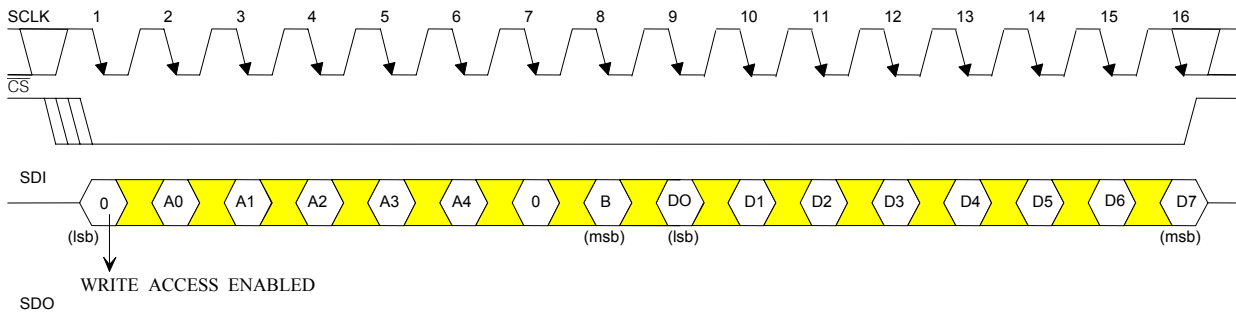 SCLK 1 2 3 4 5 6 7 8 9 10 11 12 13 14 15 16
CS
SDI
0 A0 A1 A2 A3 A4 0 B DO D1 D2 D3 D4 D5 D6 D7
(lsb) (msb) (lsb) (msb)
WRITE ACCESS ENABLED
SDO